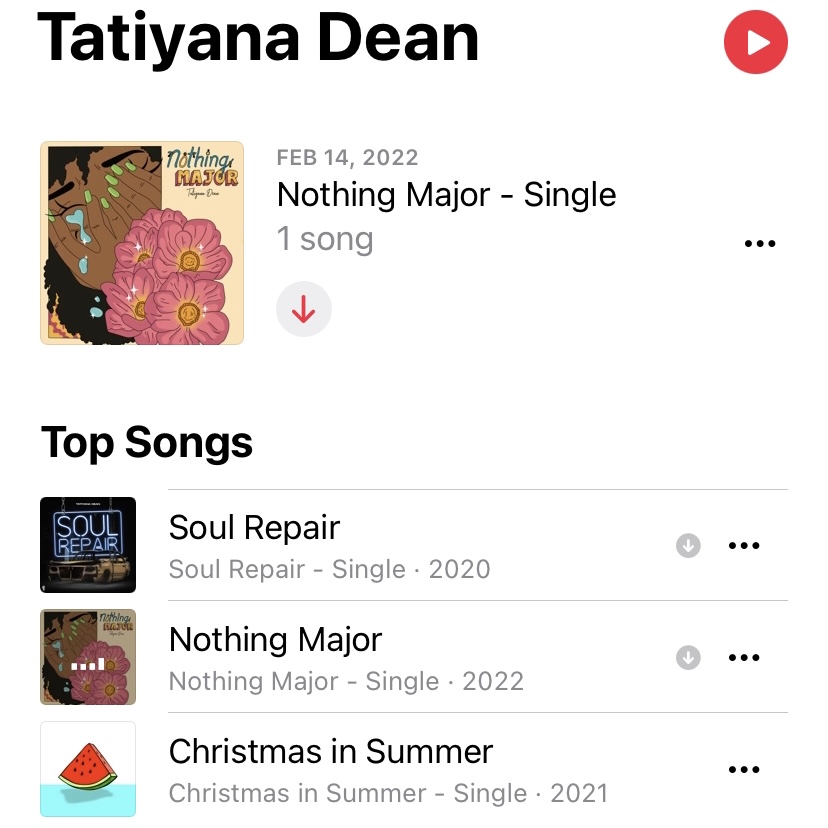 Tatiyana Dean
Nothing
MAJOR
Tatiyana Dean
FEB 14, 2022
Nothing Major - Single
1 song
Top Songs
SOUL
REPAIR
Soul Repair
Soul Repair - Single · 2020
Nothing
MAJOR
Nothing Major
Nothing Major - Single · 2022
Christmas in Summer
Christmas in Summer - Single · 2021